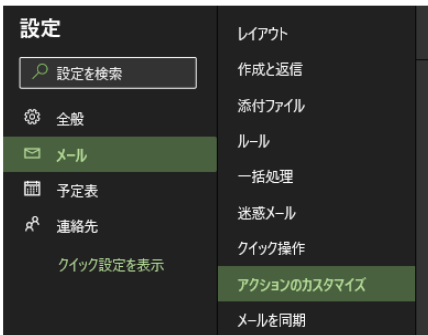 設定
設定を検索
全般
メール
予定表
連絡先
クイック設定を表示
レイアウト
作成と返信
添付ファイル
ルール
一括処理
迷惑メール
クイック操作
アクションのカスタマイズ
メールを同期